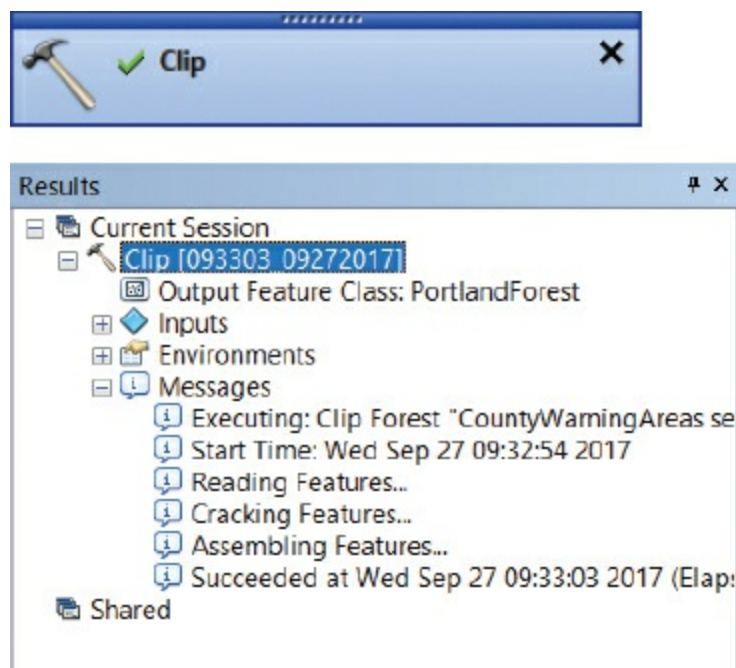 Clip
Results
Current Session
Clip [093303_09272017]
Output Feature Class: PortlandForest
Inputs
Environments
Messages
Executing: Clip Forest "CountyWarningAreas se
Start Time: Wed Sep 27 09:32:54 2017
Reading Features...
Cracking Features...
Assembling Features...
Succeeded at Wed Sep 27 09:33:03 2017 (Elap
Shared